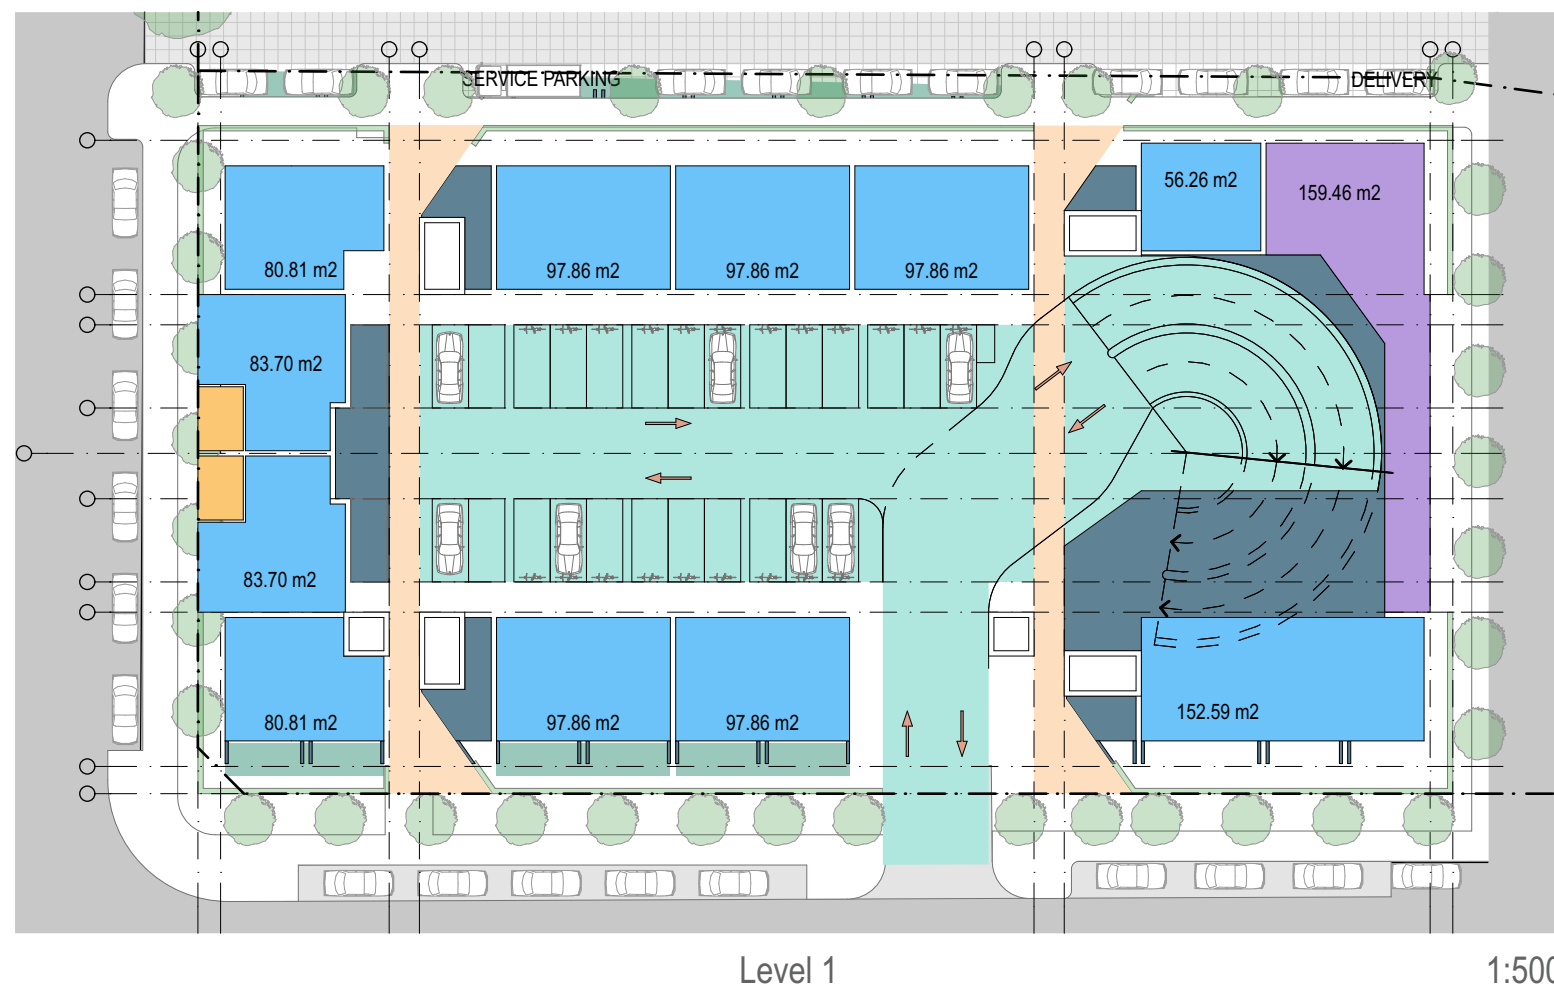 SERVICE PARKING
DELIVERY
56.26 m2
159.46 m2
80.81 m2
97.86 m2
97.86 m2
97.86 m2
83.70 m2
83.70 m2
80.81 m2
97.86 m2
97.86 m2
152.59 m2
Level 1
1:500